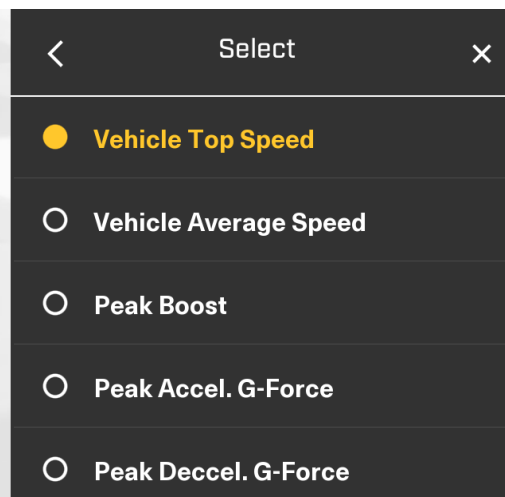 Select
Vehicle Top Speed
Vehicle Average Speed
Peak Boost
Peak Accel. G-Force
Peak Deccel. G-Force